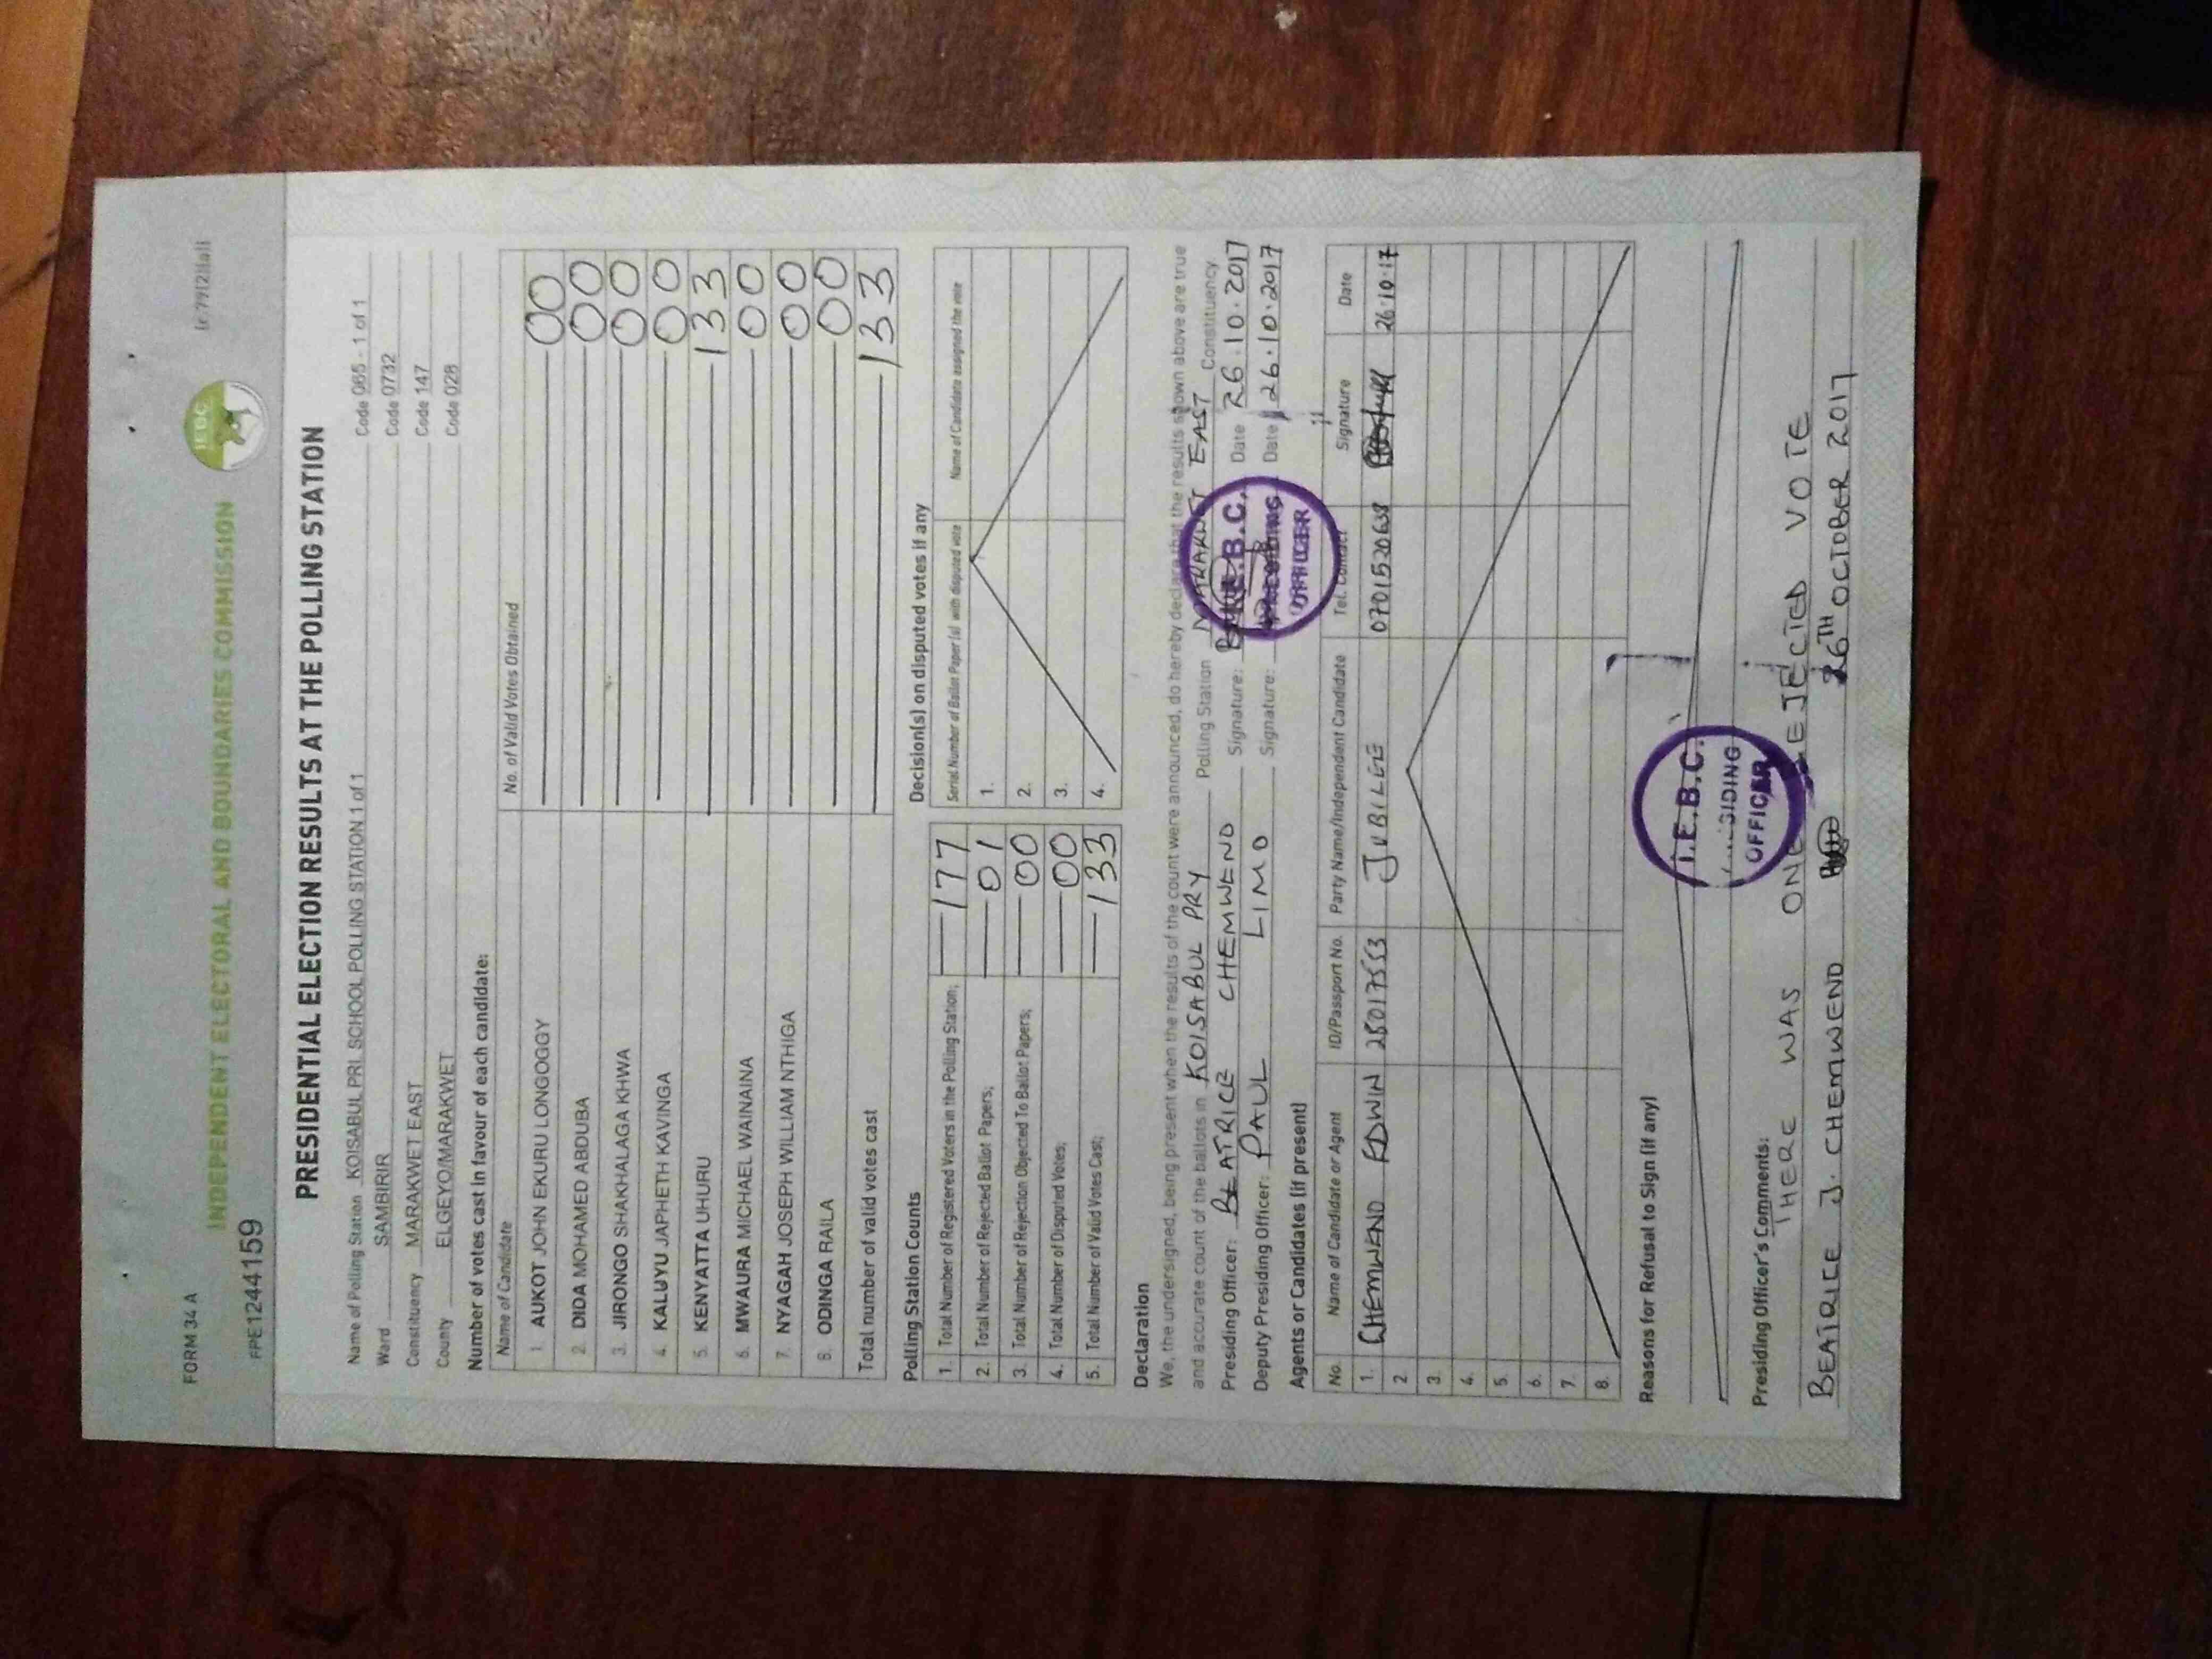 FORM 34 A
[r.79(2)(a)]
INDEPENDENT ELECTORAL AND BOUNDARIES COMMISSION
IEBC
FPE1244159
PRESIDENTIAL ELECTION RESULTS AT THE POLLING STATION
Name of Polling Station KOISABUL PRI. SCHOOL POLLING STATION 1 of 1 Code 065 - 1 of 1
Ward SAMBIRIR Code 0732
Constituency MARAKWET EAST Code 147
County ELGEYO/MARAKWET Code 028
Number of votes cast in favour of each candidate:
Name of Candidate No. of Valid Votes Obtained
1. AUKOT JOHN EKURU LONGOGGY 00
2. DIDA MOHAMED ABDUBA 00
3. JIRONGO SHAKHALAGA KHWA 00
4. KALUYU JAPHETH KAVINGA 00
5. KENYATTA UHURU 133
6. MWAURA MICHAEL WAINAINA 00
7. NYAGAH JOSEPH WILLIAM NTHIGA 00
8. ODINGA RAILA 00
Total number of valid votes cast 133
Polling Station Counts
1. Total Number of Registered Voters in the Polling Station; 177
2. Total Number of Rejected Ballot Papers; 01
3. Total Number of Rejection Objected To Ballot Papers; 00
4. Total Number of Disputed Votes; 00
5. Total Number of Valid Votes Cast; 133
Decision(s) on disputed votes if any
Serial Number of Ballot Paper(s) with disputed vote Name of Candidate assigned the vote
1.
2.
3.
4.
Declaration
We, the undersigned, being present when the results of the count were announced, do hereby declare that the results shown above are true
and accurate count of the ballots in KOISABUL PRY Polling Station MARAKWET EAST Constituency
Presiding Officer: BEATRICE CHEMWENO Signature: Date 26.10.2017
Deputy Presiding Officer: PAUL LIMO Signature: Date 26.10.2017
I.E.B.C.
PRESIDING
OFFICER
Agents or Candidates (if present)
No. Name of Candidate or Agent ID/Passport No. Party Name/Independent Candidate Tel. Contact Signature Date
1. CHEMWENO EDWIN 28017553 JUBILEE 0701520638 26.10.17
2.
3.
4.
5.
6.
7.
8.
Reasons for Refusal to Sign (if any)
I.E.B.C.
SIDING
OFFICER
Presiding Officer's Comments:
THERE WAS ONE REJECTED VOTE
BEATRICE J. CHEMWENO 26TH OCTOBER 2017